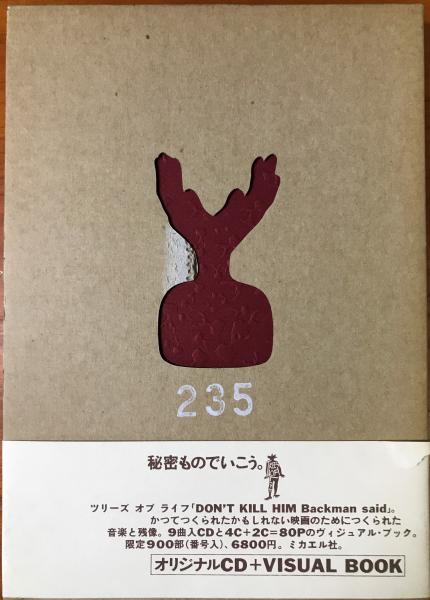 235
秘密ものでいこう。
ツリーズ オブ ライフ「DON'T KILL HIM Backman said」。
かつてつくられたかもしれない映画のためにつくられた
音楽と残像。9曲入CDと4C+2C=80Pのヴィジュアル・ブック。
限定900部(番号入)、6800円。ミカエル社。
オリジナルCD+VISUAL BOOK